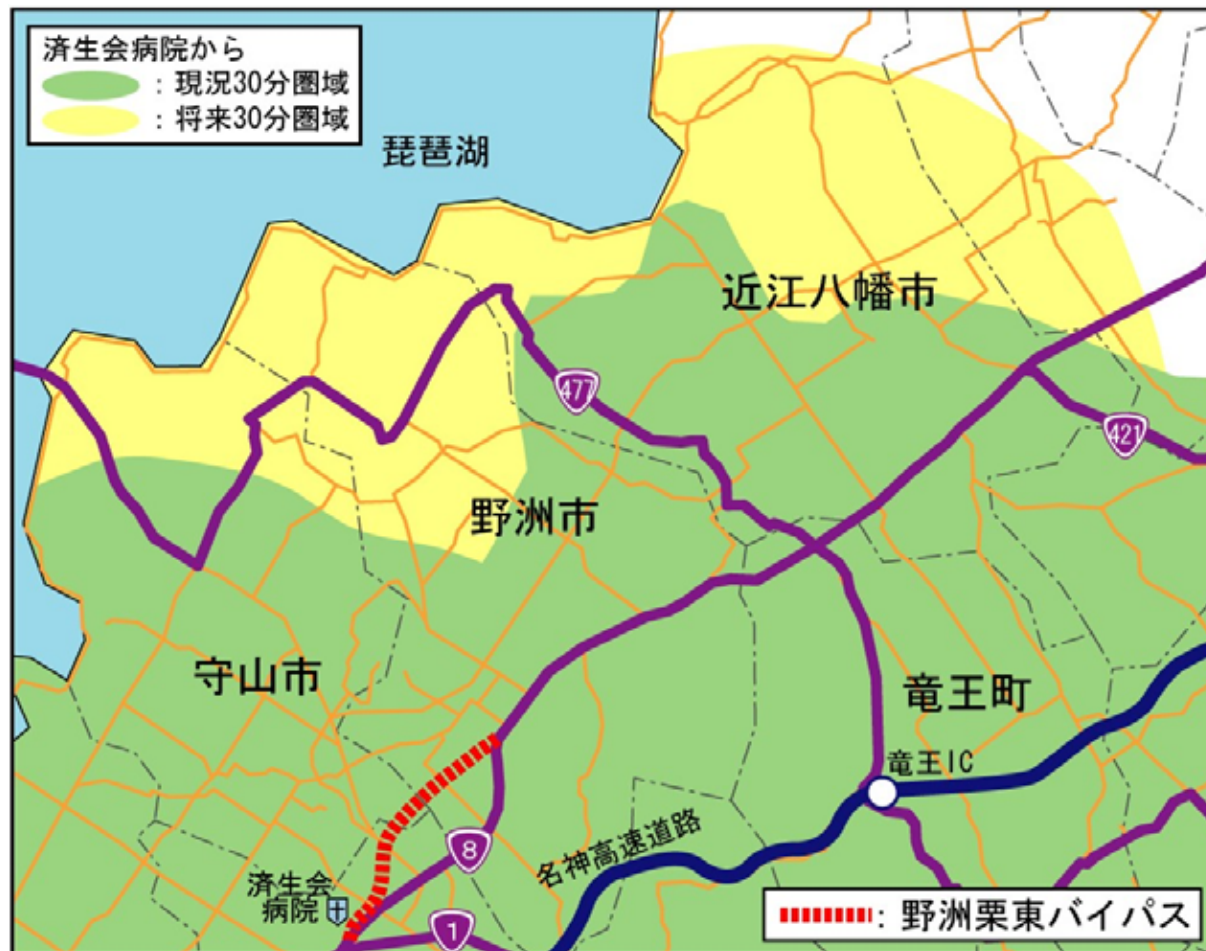 済生会病院から
：現況30分圏域
：将来30分圏域
琵琶湖
近江八幡市
477
421
野洲市
守山市
竜王町
竜王IC
名神高速道路
8
済生会
病院
1
：野洲栗東バイパス